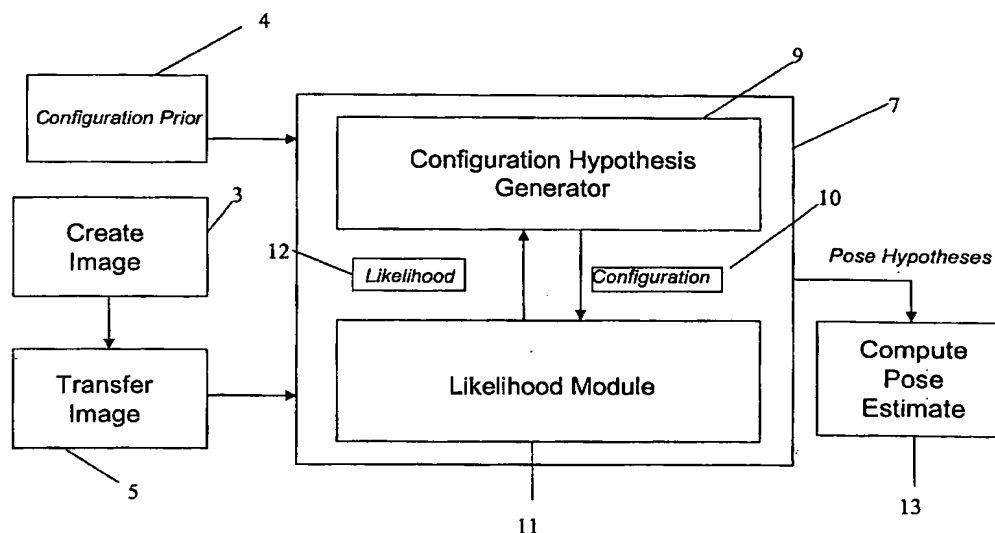 4
Configuration Prior
9
7
Configuration Hypothesis
Generator
3
Create
Image
12
Likelihood
10
Configuration
Pose Hypotheses
Transfer
Image
Likelihood Module
Compute
Pose
Estimate
5
11
13